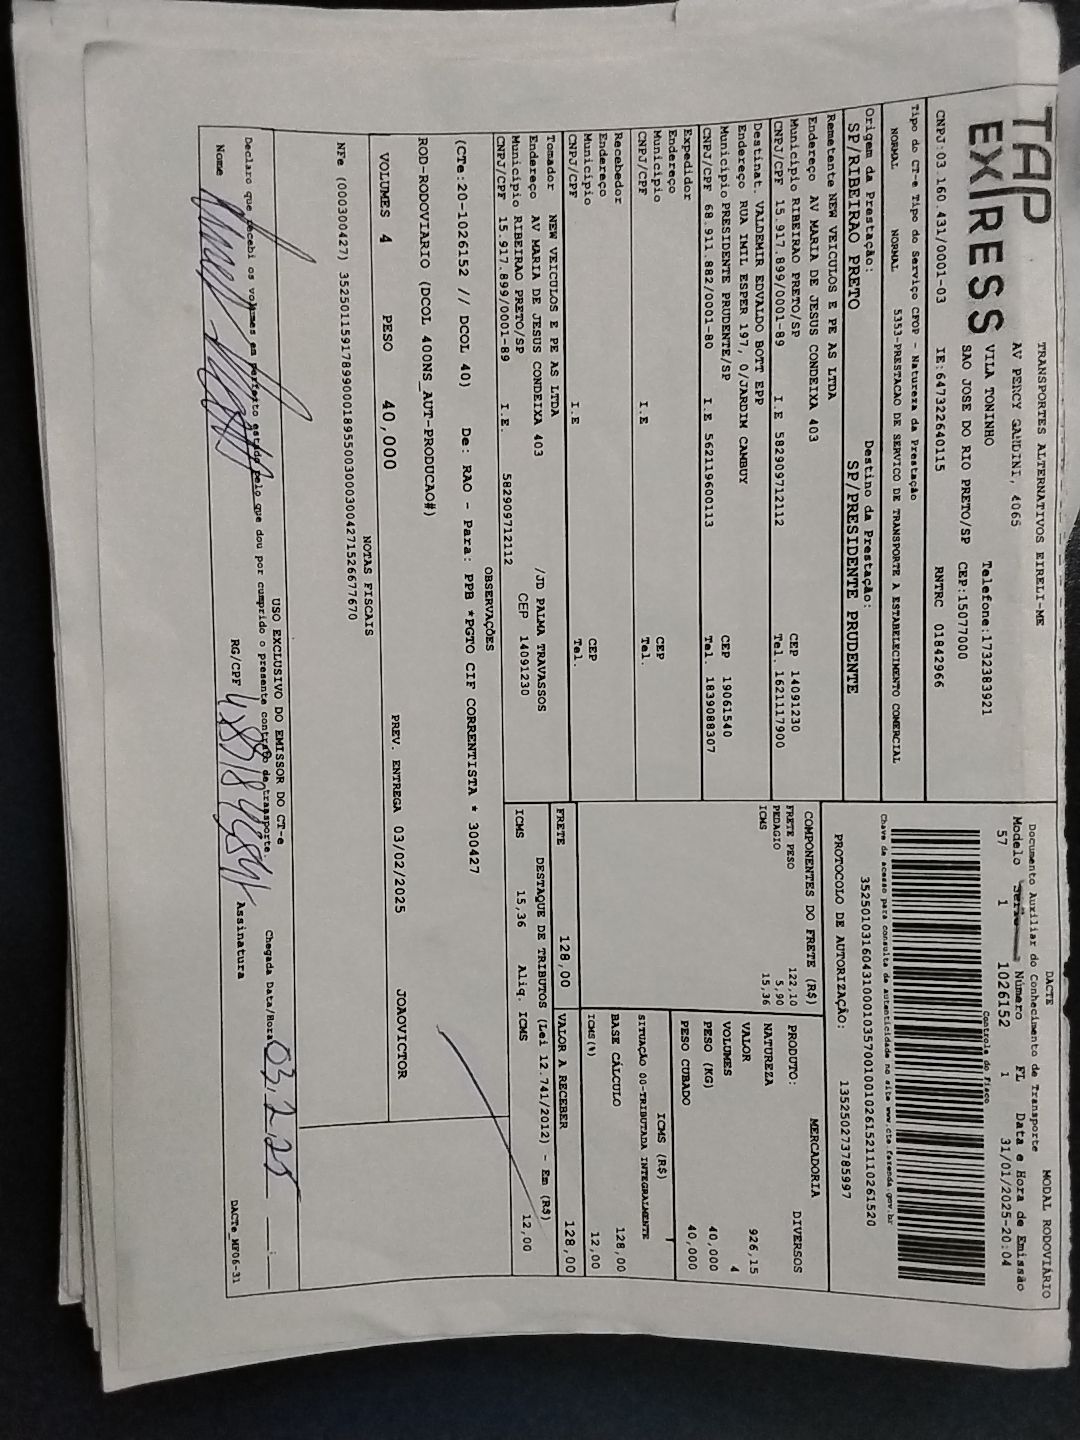 TAP
EXPRESS
TRANSPORTES ALTERNATIVOS EIRELI-ME
AV PERCY GANDINI, 4065
VILA TONINHO Telefone:1732383921
SAO JOSE DO RIO PRETO/SP CEP:15077000
CNPJ:03.160.431/0001-03 IE:647322640115 RNTRC 01842966
DACTE MODAL RODOVIÁRIO
Documento Auxiliar do Conhecimento de Transporte
Modelo Serie Número FL Data e Hora de Emissão
57 1 1026152 1 31/01/2025-20:04
Controle do Fisco
Chave de acesso para consulta de autenticidade no site www.cte.fazenda.gov.br
35250103160431000103570010010261521110261520
PROTOCOLO DE AUTORIZAÇÃO: 135250273785997
Tipo do CT-e Tipo do Serviço CFOP - Natureza da Prestação
NORMAL NORMAL 5353-PRESTACAO DE SERVICO DE TRANSPORTE A ESTABELECIMENTO COMERCIAL
Origem da Prestação: Destino da Prestação:
SP/RIBEIRAO PRETO SP/PRESIDENTE PRUDENTE
Remetente NEW VEICULOS E PE AS LTDA
Endereço AV MARIA DE JESUS CONDEIXA 403
Município RIBEIRAO PRETO/SP CEP 14091230
CNPJ/CPF 15.917.899/0001-89 I.E 582909712112 Tel. 1621117900
Destinat. VALDEMIR EDVALDO BOTT EPP
Endereço RUA IMIL ESPER 197, 0/JARDIM CAMBUY
Município PRESIDENTE PRUDENTE/SP CEP 19061540
CNPJ/CPF 68.911.882/0001-80 I.E 562119600113 Tel. 1839088307
Expedidor
Endereço
Município CEP
CNPJ/CPF I.E Tel.
Recebedor
Endereço
Município CEP
CNPJ/CPF I.E Tel.
Tomador NEW VEICULOS E PE AS LTDA
Endereço AV MARIA DE JESUS CONDEIXA 403 /JD PALMA TRAVASSOS
Município RIBEIRAO PRETO/SP CEP 14091230
CNPJ/CPF 15.917.899/0001-89 I.E. 582909712112
COMPONENTES DO FRETE (R$)
FRETE PESO 122,10
PEDAGIO 5,90
ICMS 15,36
MERCADORIA
PRODUTO: DIVERSOS
NATUREZA
VALOR 926,15
VOLUMES 4
PESO (KG) 40,000
PESO CUBADO 40,000
ICMS (R$)
SITUAÇÃO 00-TRIBUTADA INTEGRALMENTE
BASE CÁLCULO 128,00
ICMS(%) 12,00
FRETE 128,00 VALOR A RECEBER 128,00
DESTAQUE DE TRIBUTOS (Lei 12.741/2012) - Em (R$)
ICMS 15,36 Aliq. ICMS 12,00
OBSERVAÇÕES
(CTe:20-1026152 // DCOL 40) De: RAO - Para: PPB *PGTO CIF CORRENTISTA * 300427
ROD-RODOVIARIO (DCOL 400NS_AUT-PRODUCAO#)
VOLUMES 4 PESO 40,000 PREV. ENTREGA 03/02/2025 JOAOVICTOR
NOTAS FISCAIS
NFe (000300427) 35250115917899000189550030003004271526677670
USO EXCLUSIVO DO EMISSOR DO CT-e
Declaro que recebi os volumes em perfeito estado pelo que dou por cumprido o presente contrato de transporte.
Chegada Data/Hora 03.2.25
Nome RG/CPF Assinatura
DACTe_MF06-31